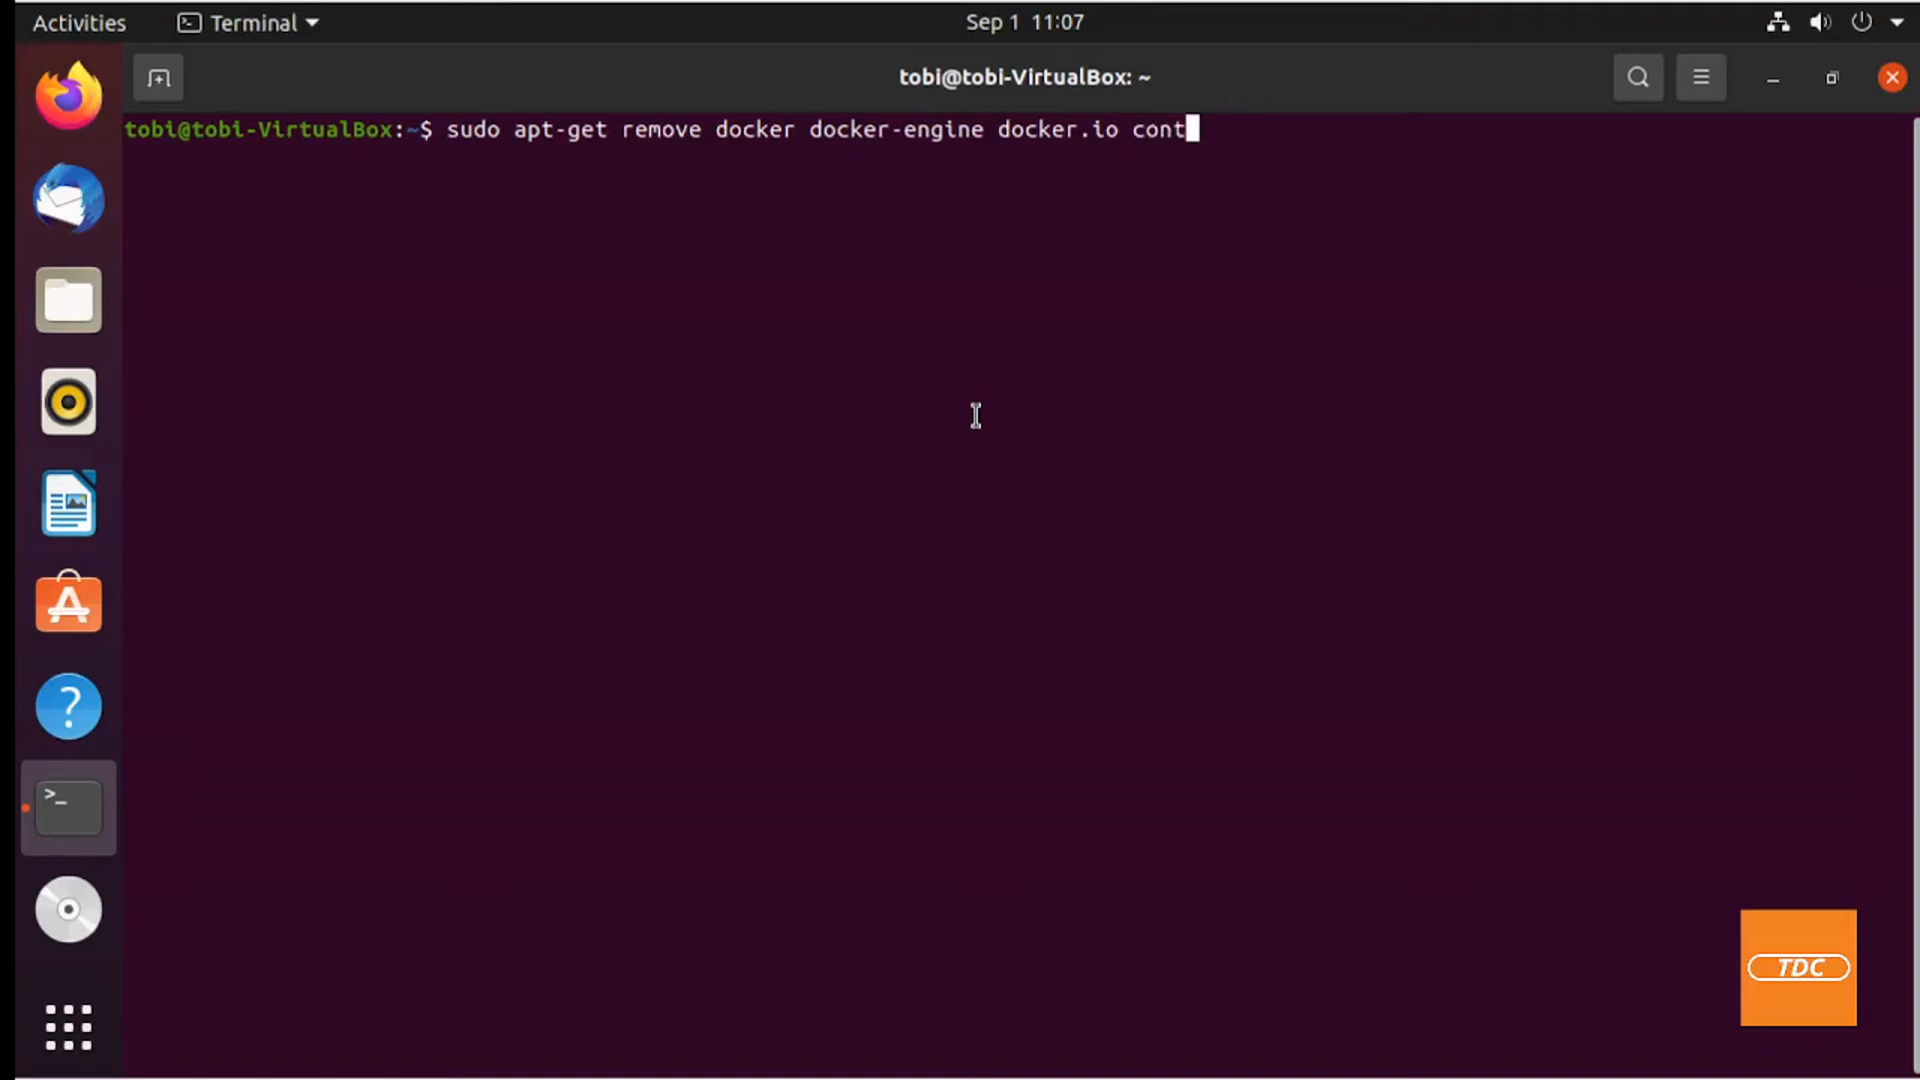 Activities
Terminal
Sep 1 11:07
tobi@tobi-VirtualBox: ~
tobi@tobi-VirtualBox:~$ sudo apt-get remove docker docker-engine docker.io cont
TDC